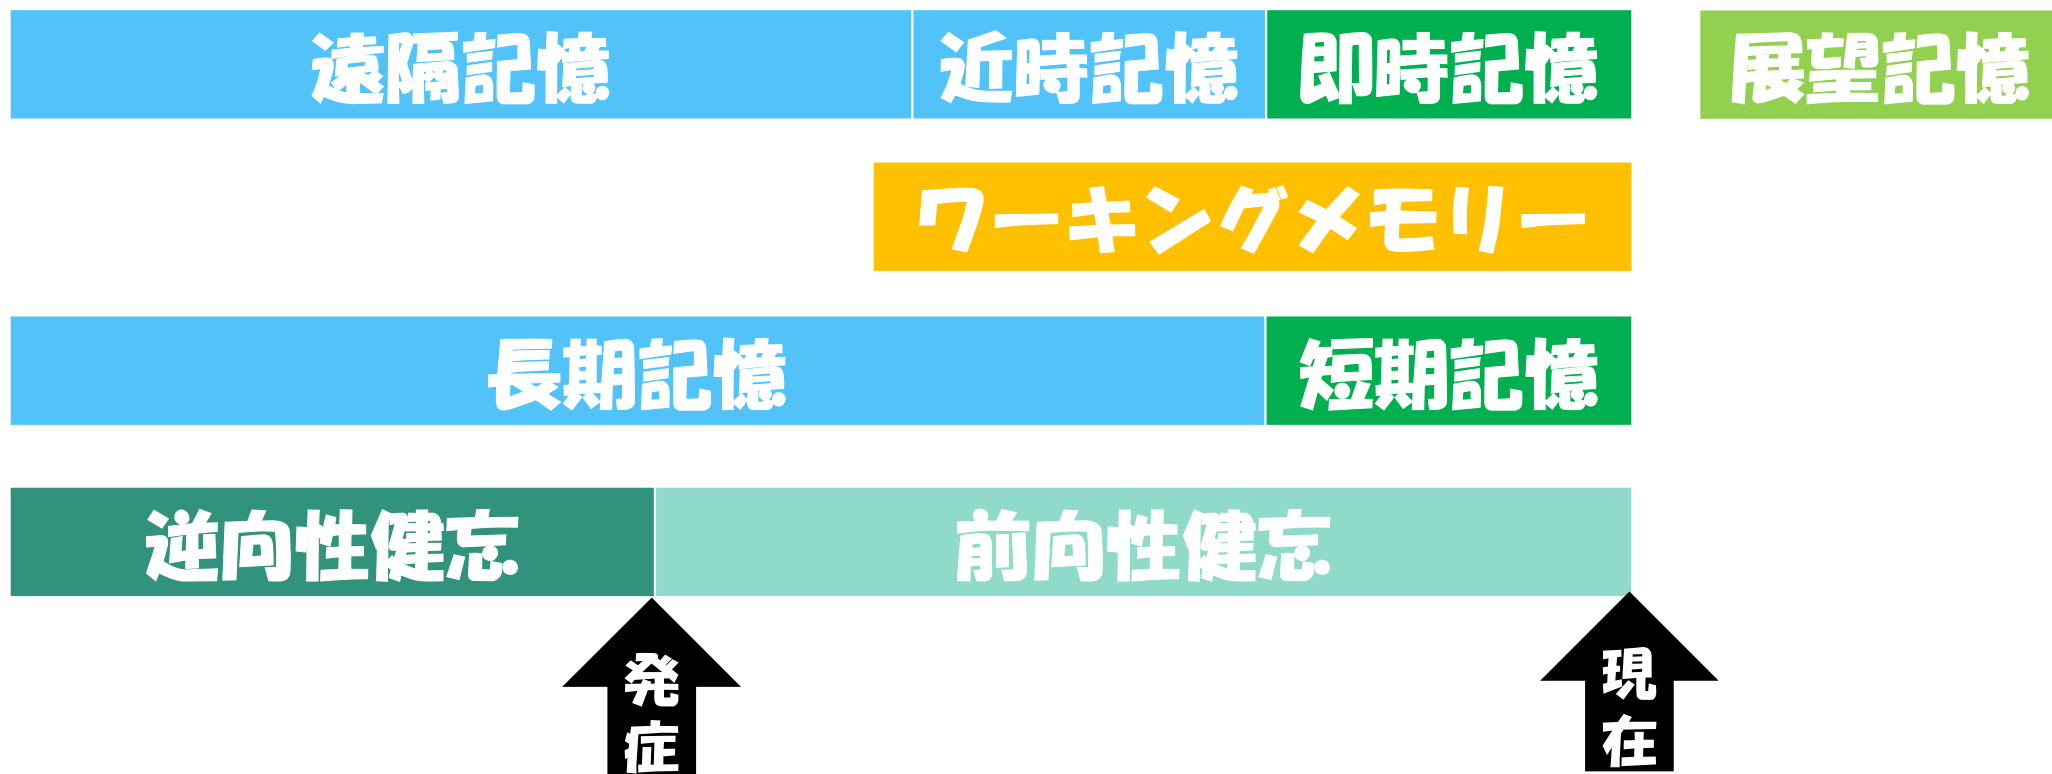 遠隔記憶 近時記憶 即時記憶 展望記憶
ワーキングメモリー
長期記憶 短期記憶
逆向性健忘 前向性健忘
発症
現在